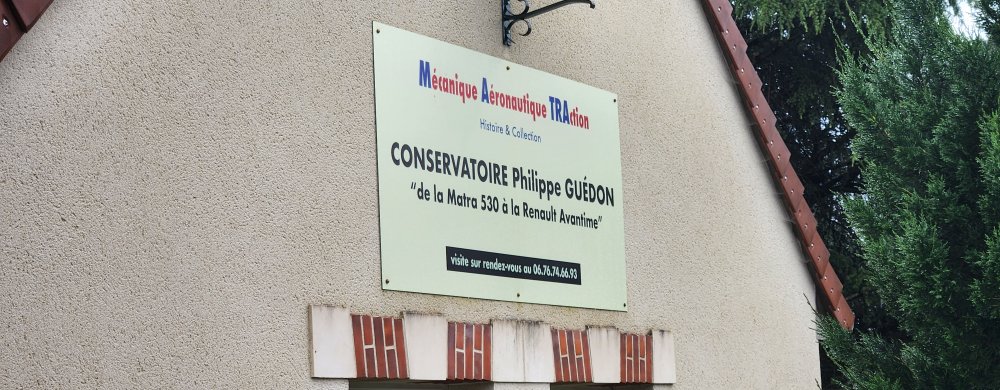 Mécanique Aéronautique TRAction
Histoire & Collection
CONSERVATOIRE Philippe GUÉDON
“de la Matra 530 à la Renault Avantime”
visite sur rendez-vous au 06.76.74.66.93